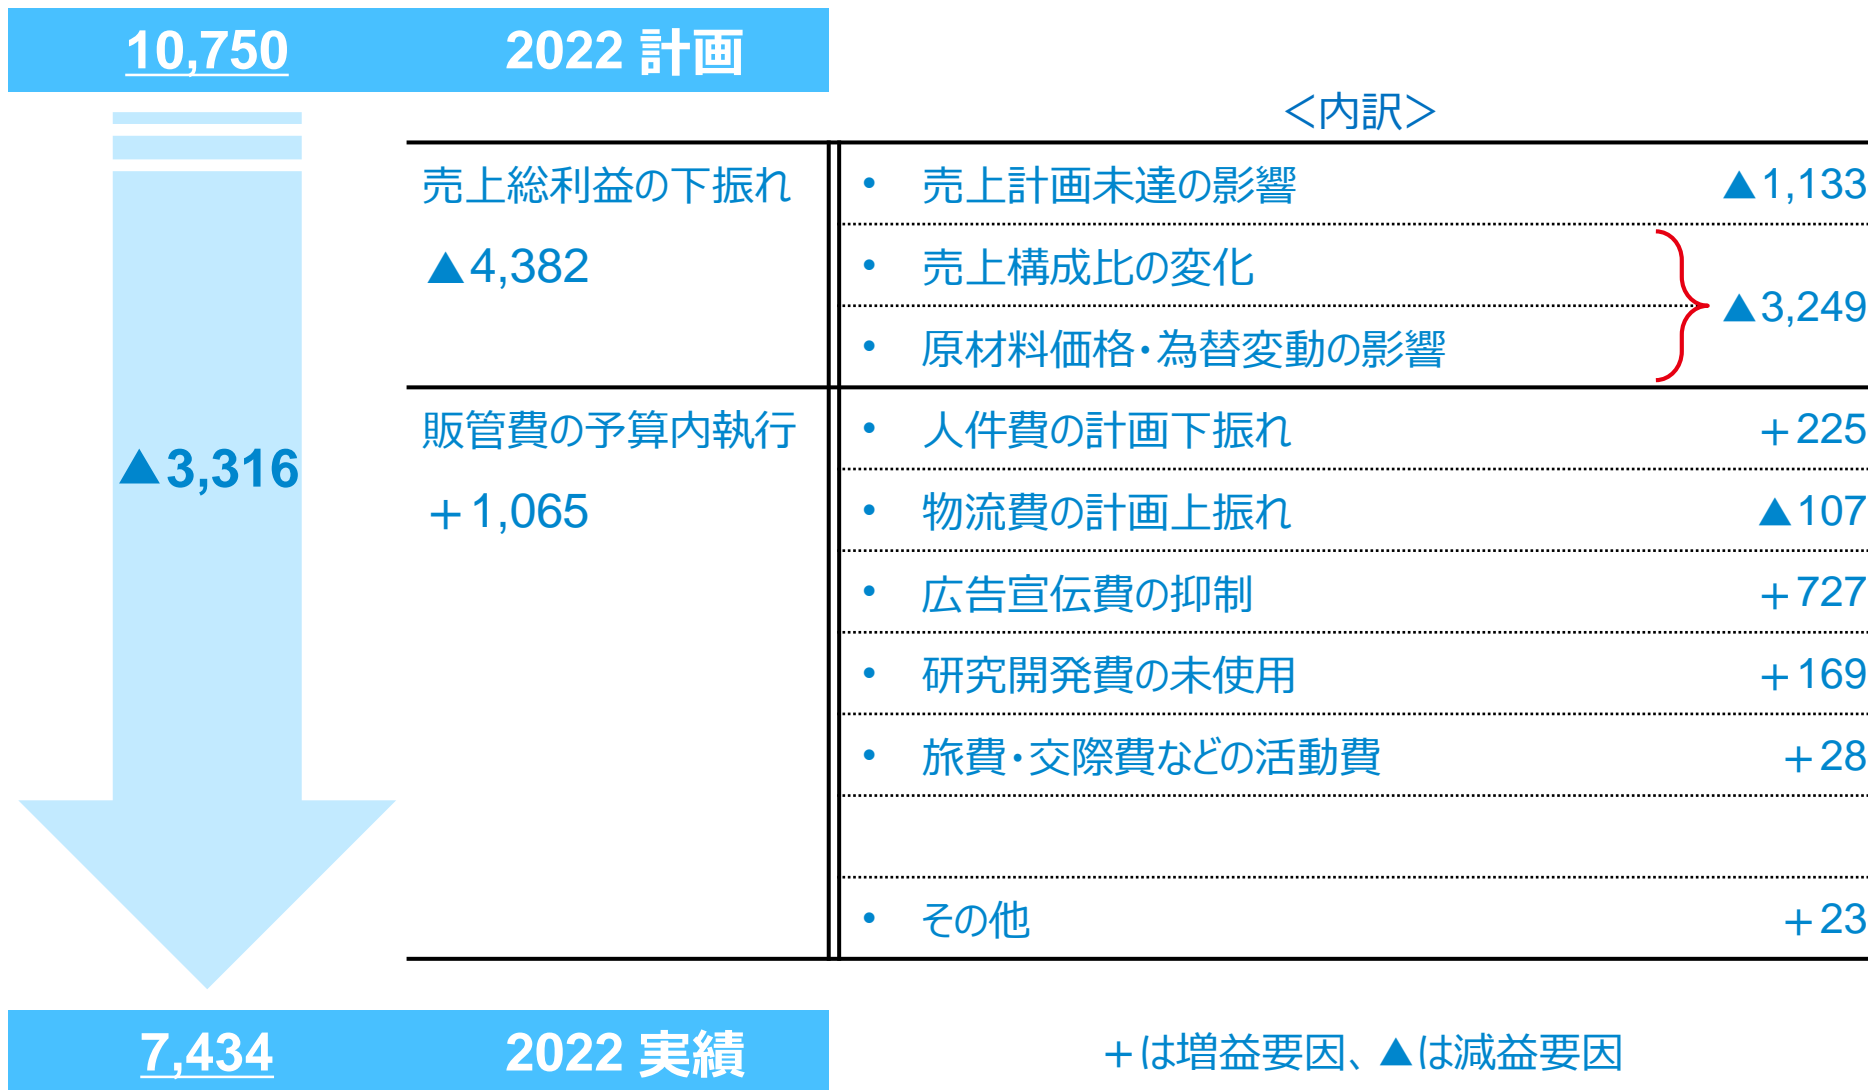 10,750 2022 計画
＜内訳＞
売上総利益の下振れ
▲4,382
• 売上計画未達の影響 ▲1,133
• 売上構成比の変化
• 原材料価格・為替変動の影響
▲3,249
▲3,316
販管費の予算内執行
＋1,065
• 人件費の計画下振れ ＋225
• 物流費の計画上振れ ▲107
• 広告宣伝費の抑制 ＋727
• 研究開発費の未使用 ＋169
• 旅費・交際費などの活動費 ＋28
• その他 ＋23
7,434 2022 実績
＋は増益要因、▲は減益要因